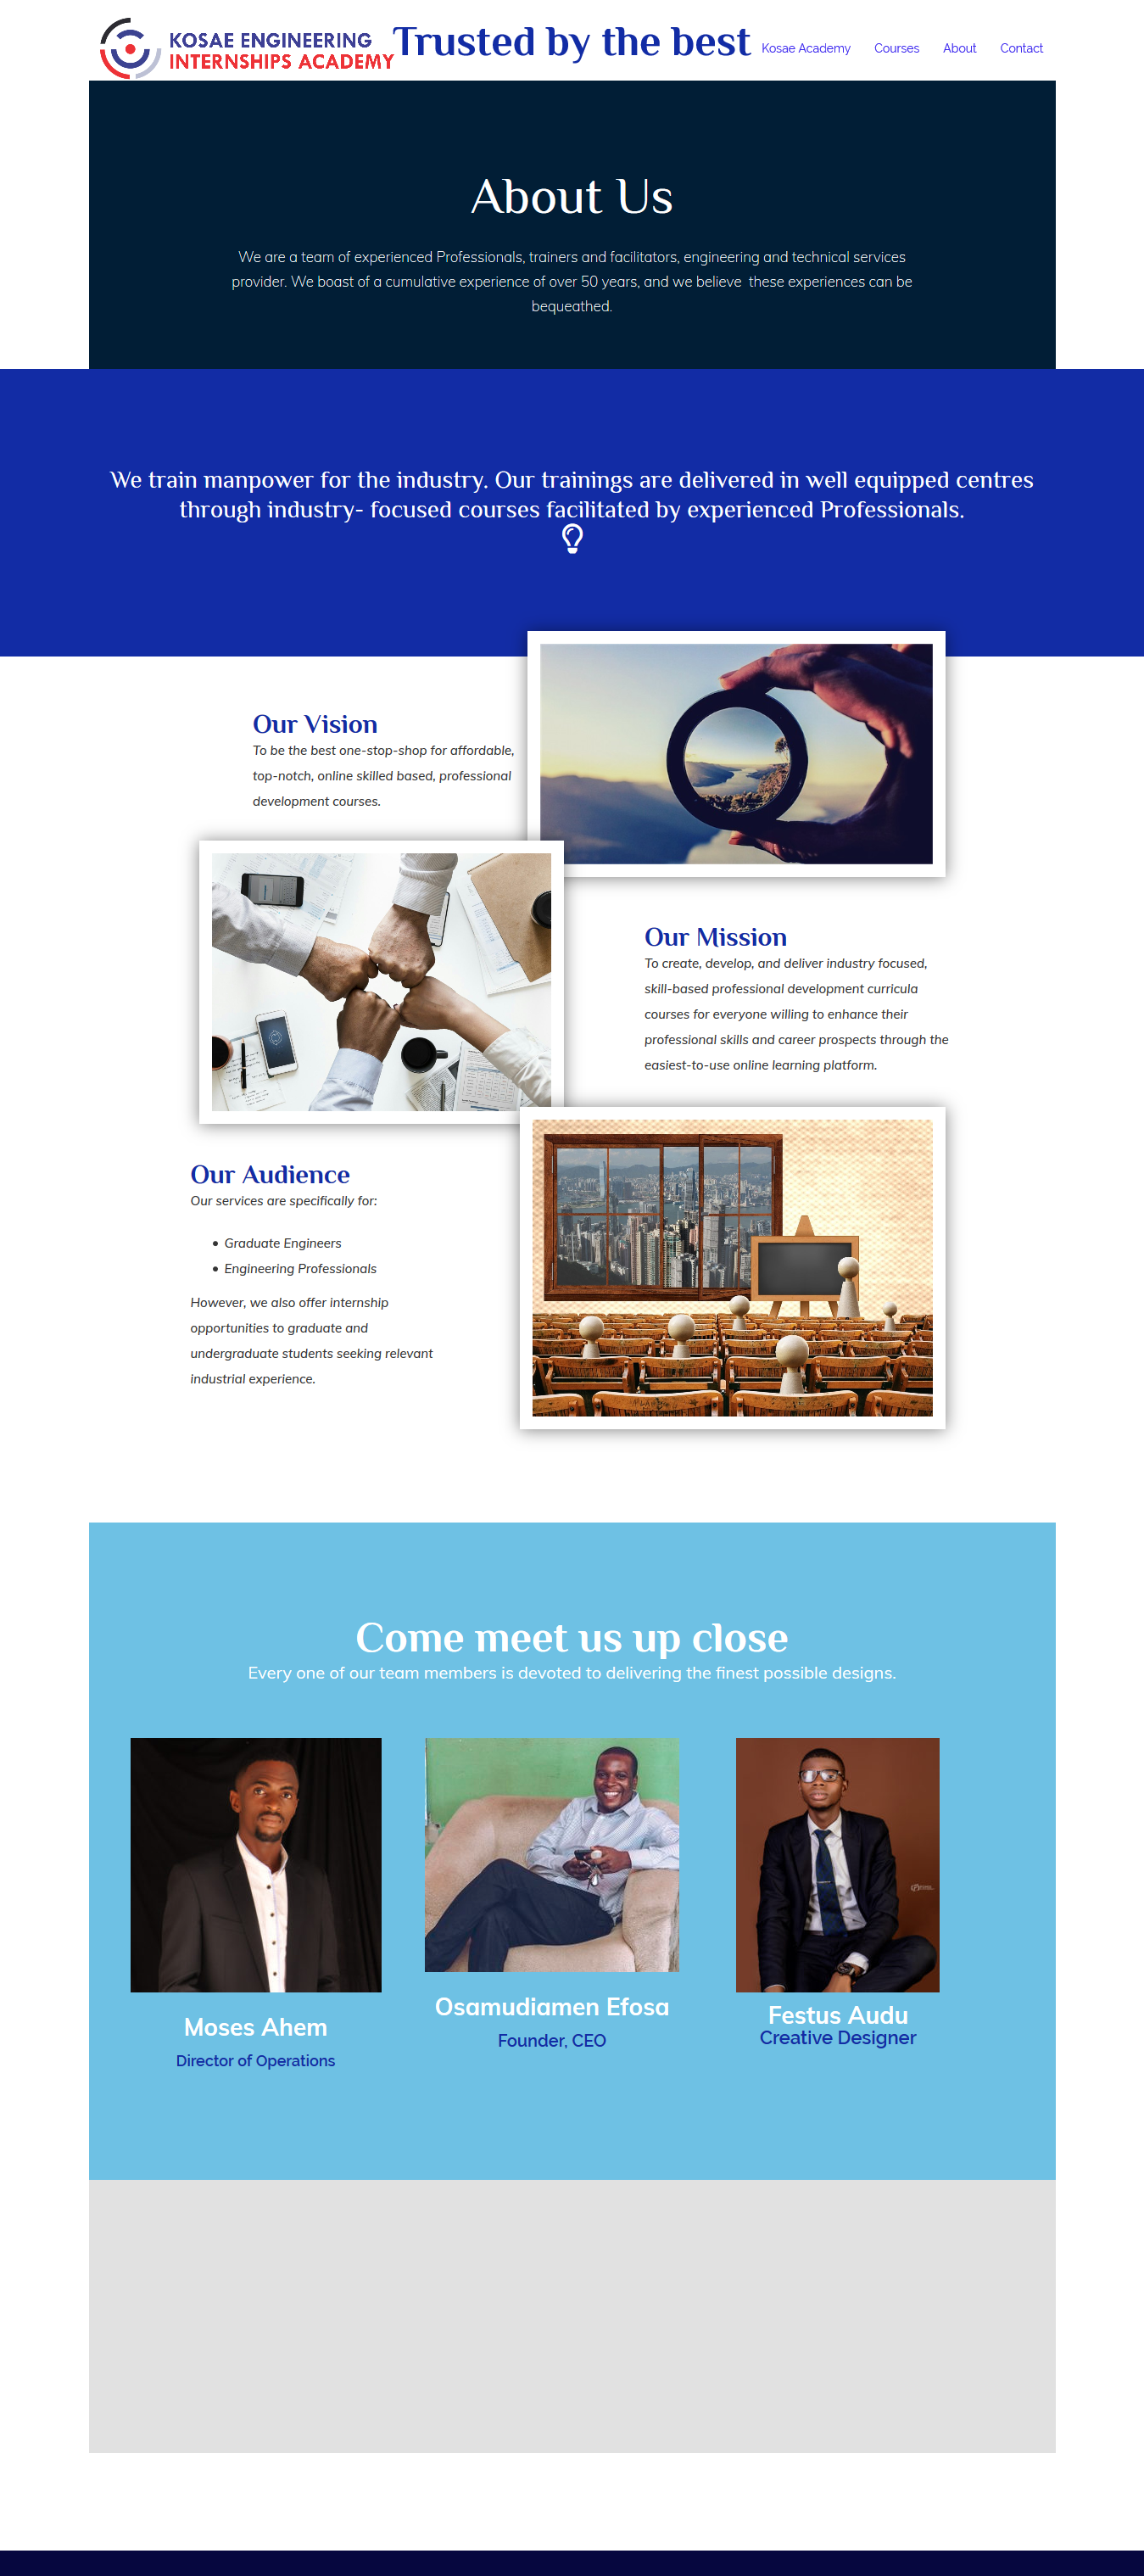 KOSAE ENGINEERING
INTERNSHIPS ACADEMY
Trusted by the best
Kosae Academy Courses About Contact
About Us
We are a team of experienced Professionals, trainers and facilitators, engineering and technical services
provider. We boast of a cumulative experience of over 50 years, and we believe these experiences can be
bequeathed.
We train manpower for the industry. Our trainings are delivered in well equipped centres
through industry- focused courses facilitated by experienced Professionals.
Our Vision
To be the best one-stop-shop for affordable,
top-notch, online skilled based, professional
development courses.
Our Mission
To create, develop, and deliver industry focused,
skill-based professional development curricula
courses for everyone willing to enhance their
professional skills and career prospects through the
easiest-to-use online learning platform.
Our Audience
Our services are specifically for:
• Graduate Engineers
• Engineering Professionals
However, we also offer internship
opportunities to graduate and
undergraduate students seeking relevant
industrial experience.
Come meet us up close
Every one of our team members is devoted to delivering the finest possible designs.
Moses Ahem
Director of Operations
Osamudiamen Efosa
Founder, CEO
Festus Audu
Creative Designer